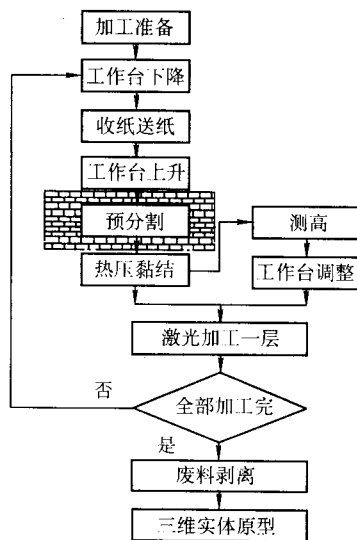 加工准备
工作台下降
收纸送纸
工作台上升
预分割
热压黏结
测高
工作台调整
激光加工一层
否
全部加工完
是
废料剥离
三维实体原型